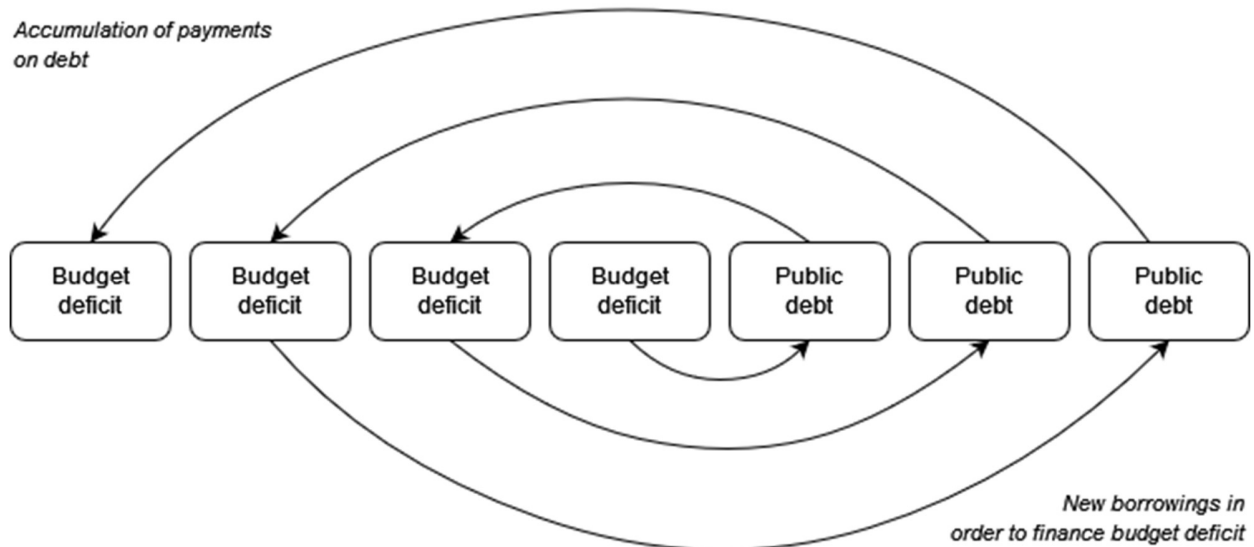 Accumulation of payments
on debt
Budget
deficit
Budget
deficit
Budget
deficit
Budget
deficit
Public
debt
Public
debt
Public
debt
New borrowings in
order to finance budget deficit